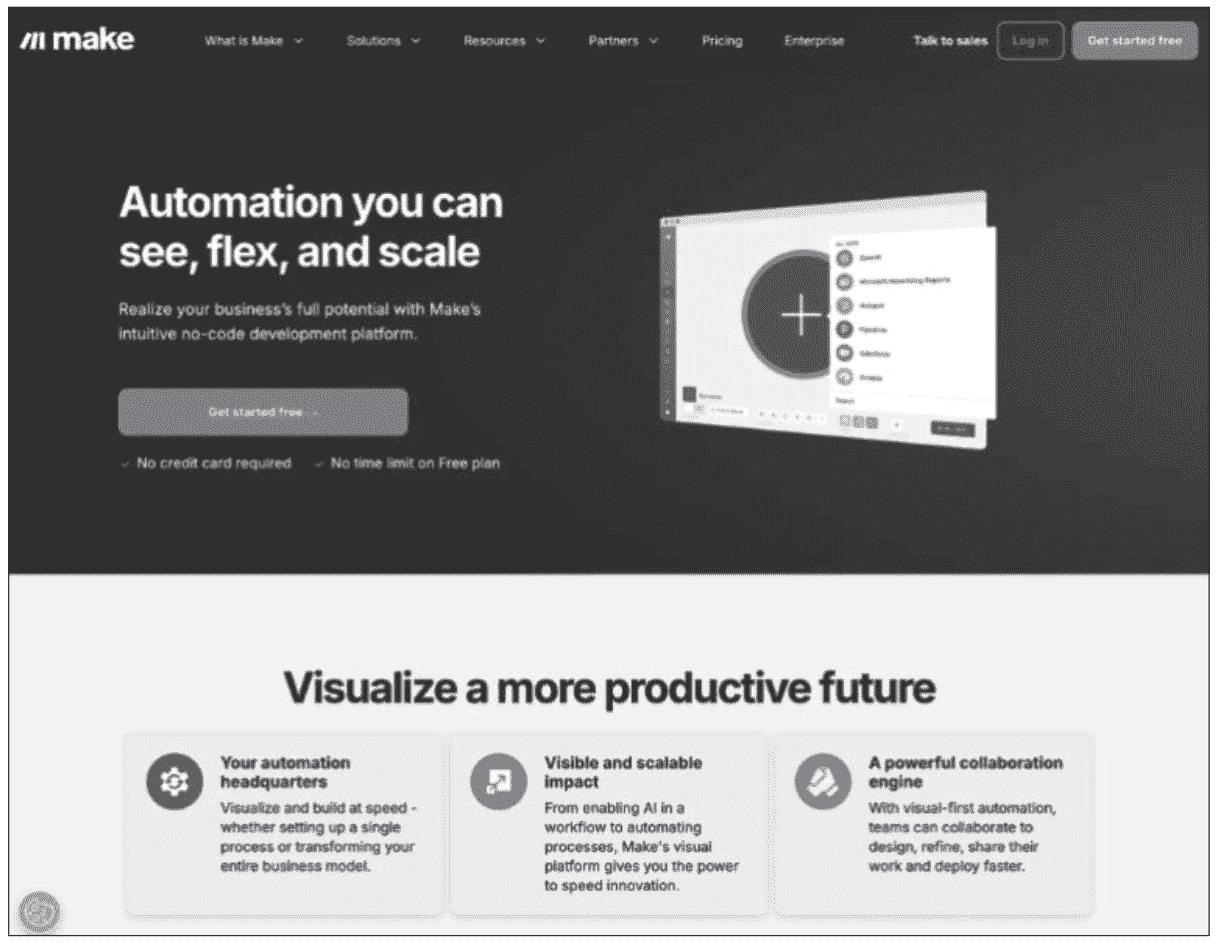 make
What is Make
Solutions
Resources
Partners
Pricing
Enterprise
Talk to sales
Log in
Get started free
Automation you can
see, flex, and scale
Realize your business's full potential with Make's
intuitive no-code development platform.
Get started free
No credit card required
No time limit on Free plan
OpenAI
Hubspot
Salesforce
Search
Visualize a more productive future
Your automation
headquarters
Visualize and build at speed -
whether setting up a single
process or transforming your
entire business model.
Visible and scalable
impact
From enabling AI in a
workflow to automating
processes, Make's visual
platform gives you the power
to speed innovation.
A powerful collaboration
engine
With visual-first automation,
teams can collaborate to
design, refine, share their
work and deploy faster.